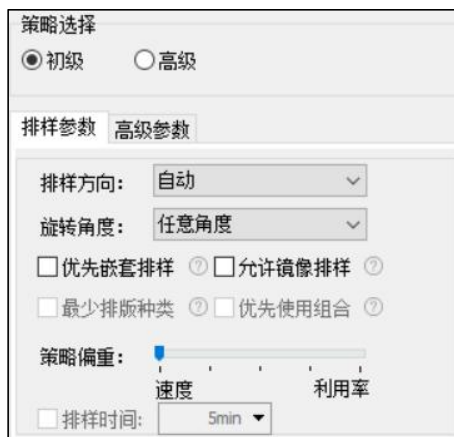 策略选择
初级 高级
排样参数 高级参数
排样方向: 自动
旋转角度: 任意角度
优先嵌套排样 ? 允许镜像排样 ?
最少排版种类 ? 优先使用组合 ?
策略偏重:
速度 利用率
排样时间: 5min